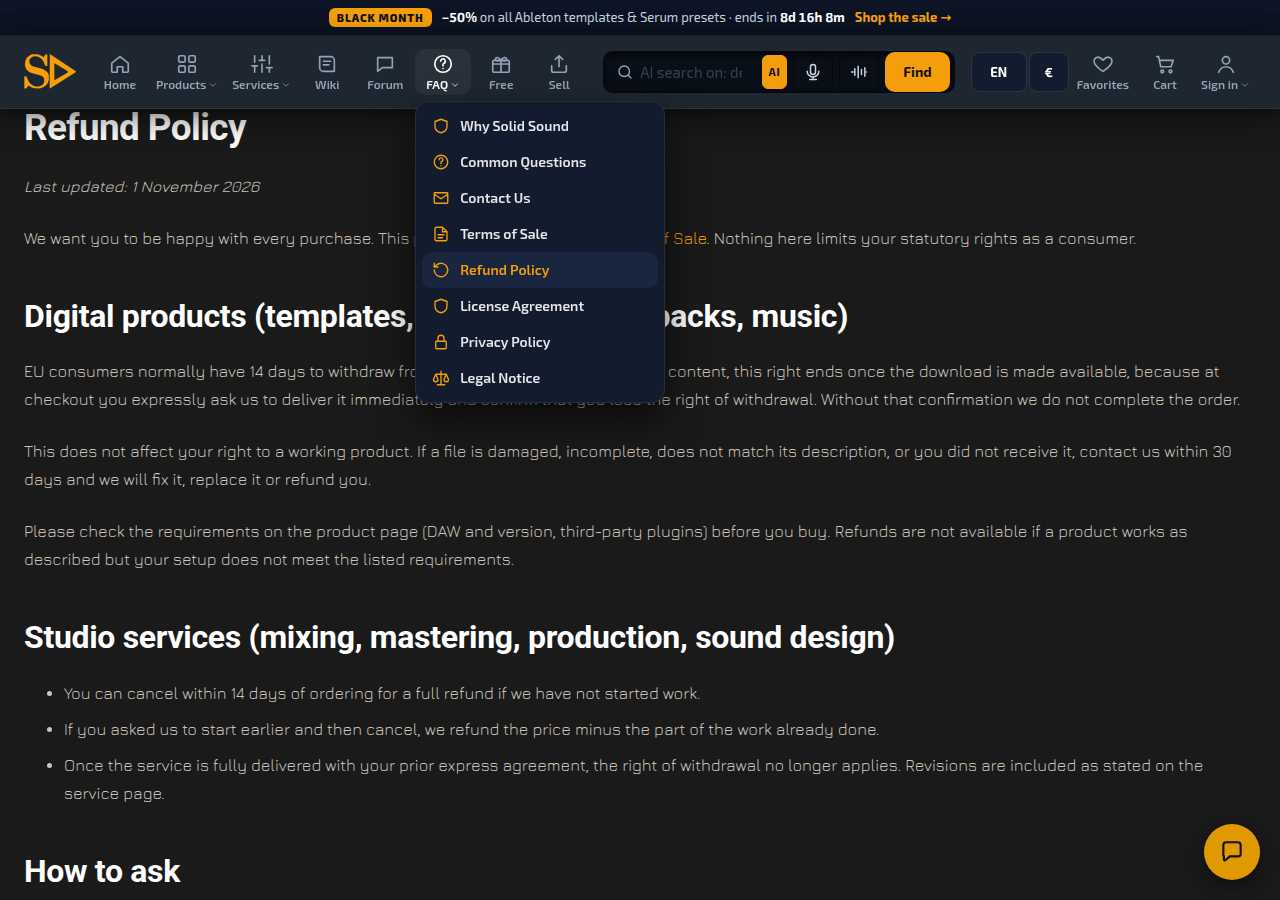 BLACK MONTH −50% on all Ableton templates & Serum presets · ends in 8d 16h 8m Shop the sale →
Home Products Services Wiki Forum FAQ Free Sell AI search on: dr AI Find EN € Favorites Cart Sign in
Why Solid Sound
Common Questions
Contact Us
Terms of Sale
Refund Policy
License Agreement
Privacy Policy
Legal Notice
Refund Policy
Last updated: 1 November 2026
We want you to be happy with every purchase. This f Sale. Nothing here limits your statutory rights as a consumer.
Digital products (templates, packs, music)
EU consumers normally have 14 days to withdraw content, this right ends once the download is made available, because at
checkout you expressly ask us to deliver it immediately and confirm that you lose the right of withdrawal. Without that confirmation we do not complete the order.
This does not affect your right to a working product. If a file is damaged, incomplete, does not match its description, or you did not receive it, contact us within 30
days and we will fix it, replace it or refund you.
Please check the requirements on the product page (DAW and version, third-party plugins) before you buy. Refunds are not available if a product works as
described but your setup does not meet the listed requirements.
Studio services (mixing, mastering, production, sound design)
• You can cancel within 14 days of ordering for a full refund if we have not started work.
• If you asked us to start earlier and then cancel, we refund the price minus the part of the work already done.
• Once the service is fully delivered with your prior express agreement, the right of withdrawal no longer applies. Revisions are included as stated on the
service page.
How to ask